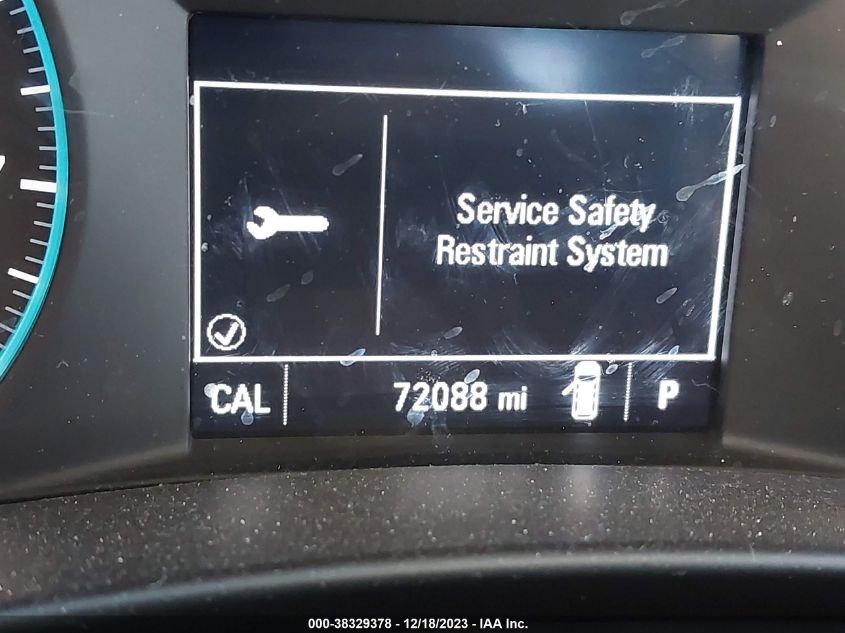 Service Safety
Restraint System
CAL 72088 mi P
000-38329378 - 12/18/2023 - IAA Inc.